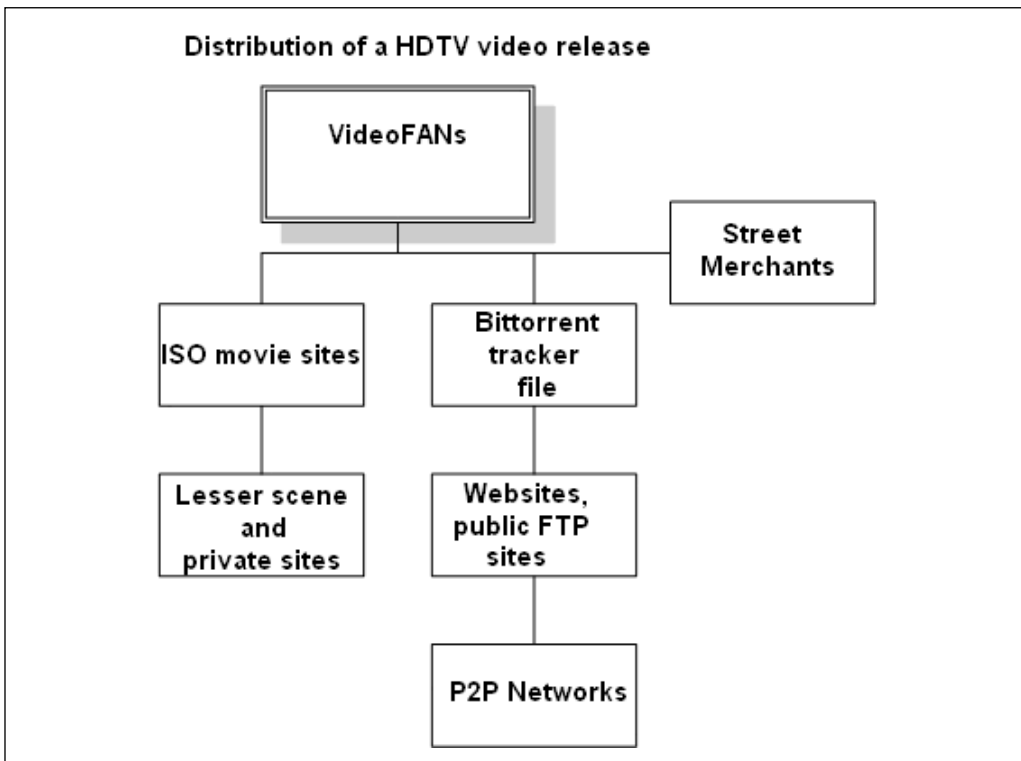 Distribution of a HDTV video release
VideoFANs
Street
Merchants
ISO movie sites
Bittorrent
tracker
file
Lesser scene
and
private sites
Websites,
public FTP
sites
P2P Networks